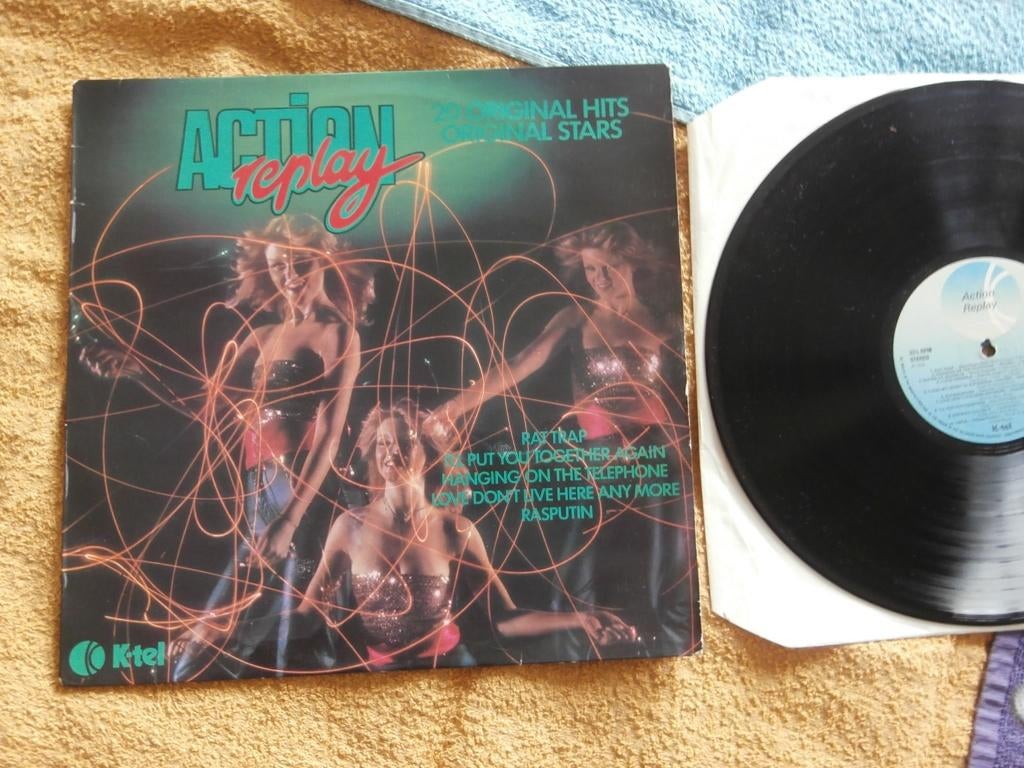 ACTION
replay
20 ORIGINAL HITS
ORIGINAL STARS
RAT TRAP
I'LL PUT YOU TOGETHER AGAIN
HANGING ON THE TELEPHONE
LOVE DON'T LIVE HERE ANY MORE
RASPUTIN
K-tel
Action
Replay
STEREO
K-tel